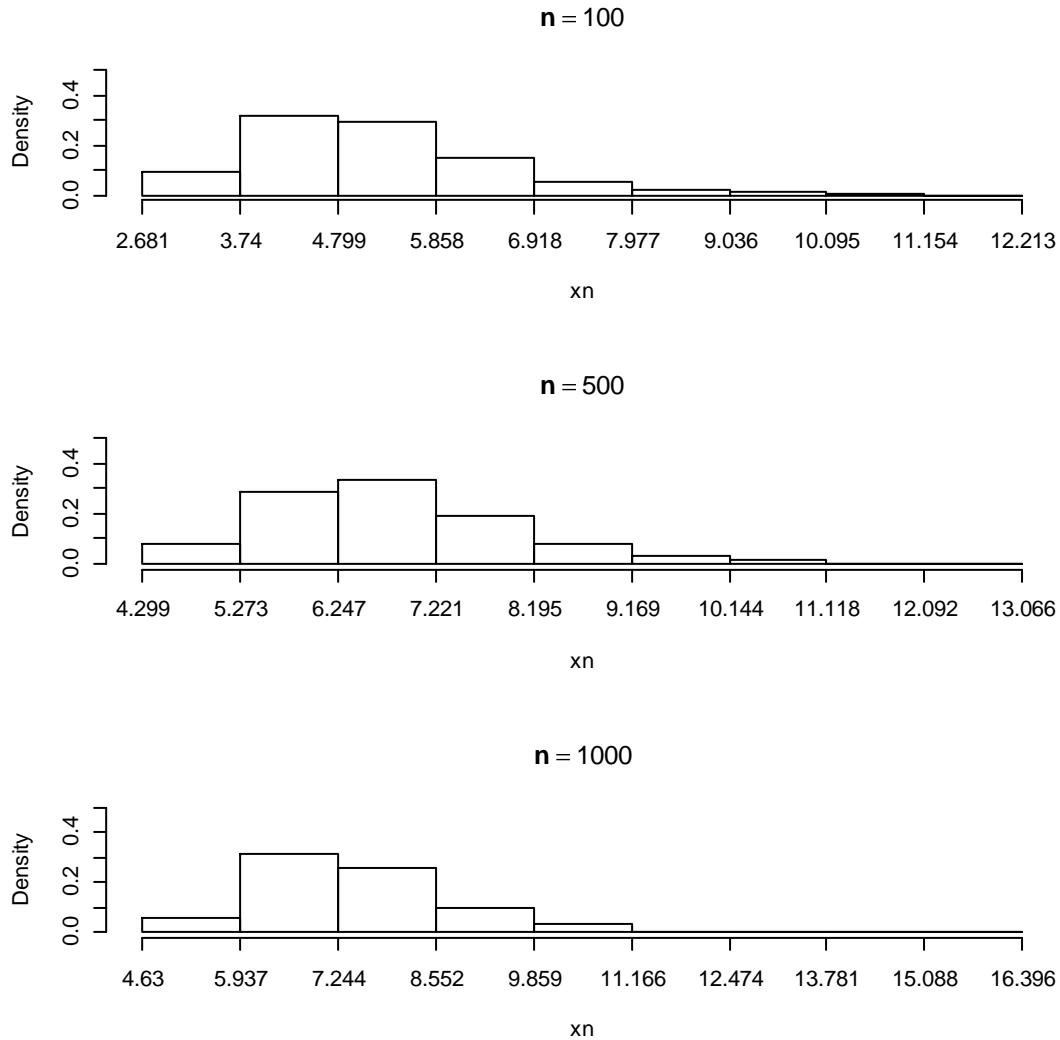 n = 100
Density
0.0 0.2 0.4
2.681 3.74 4.799 5.858 6.918 7.977 9.036 10.095 11.154 12.213
xn
n = 500
Density
0.0 0.2 0.4
4.299 5.273 6.247 7.221 8.195 9.169 10.144 11.118 12.092 13.066
xn
n = 1000
Density
0.0 0.2 0.4
4.63 5.937 7.244 8.552 9.859 11.166 12.474 13.781 15.088 16.396
xn